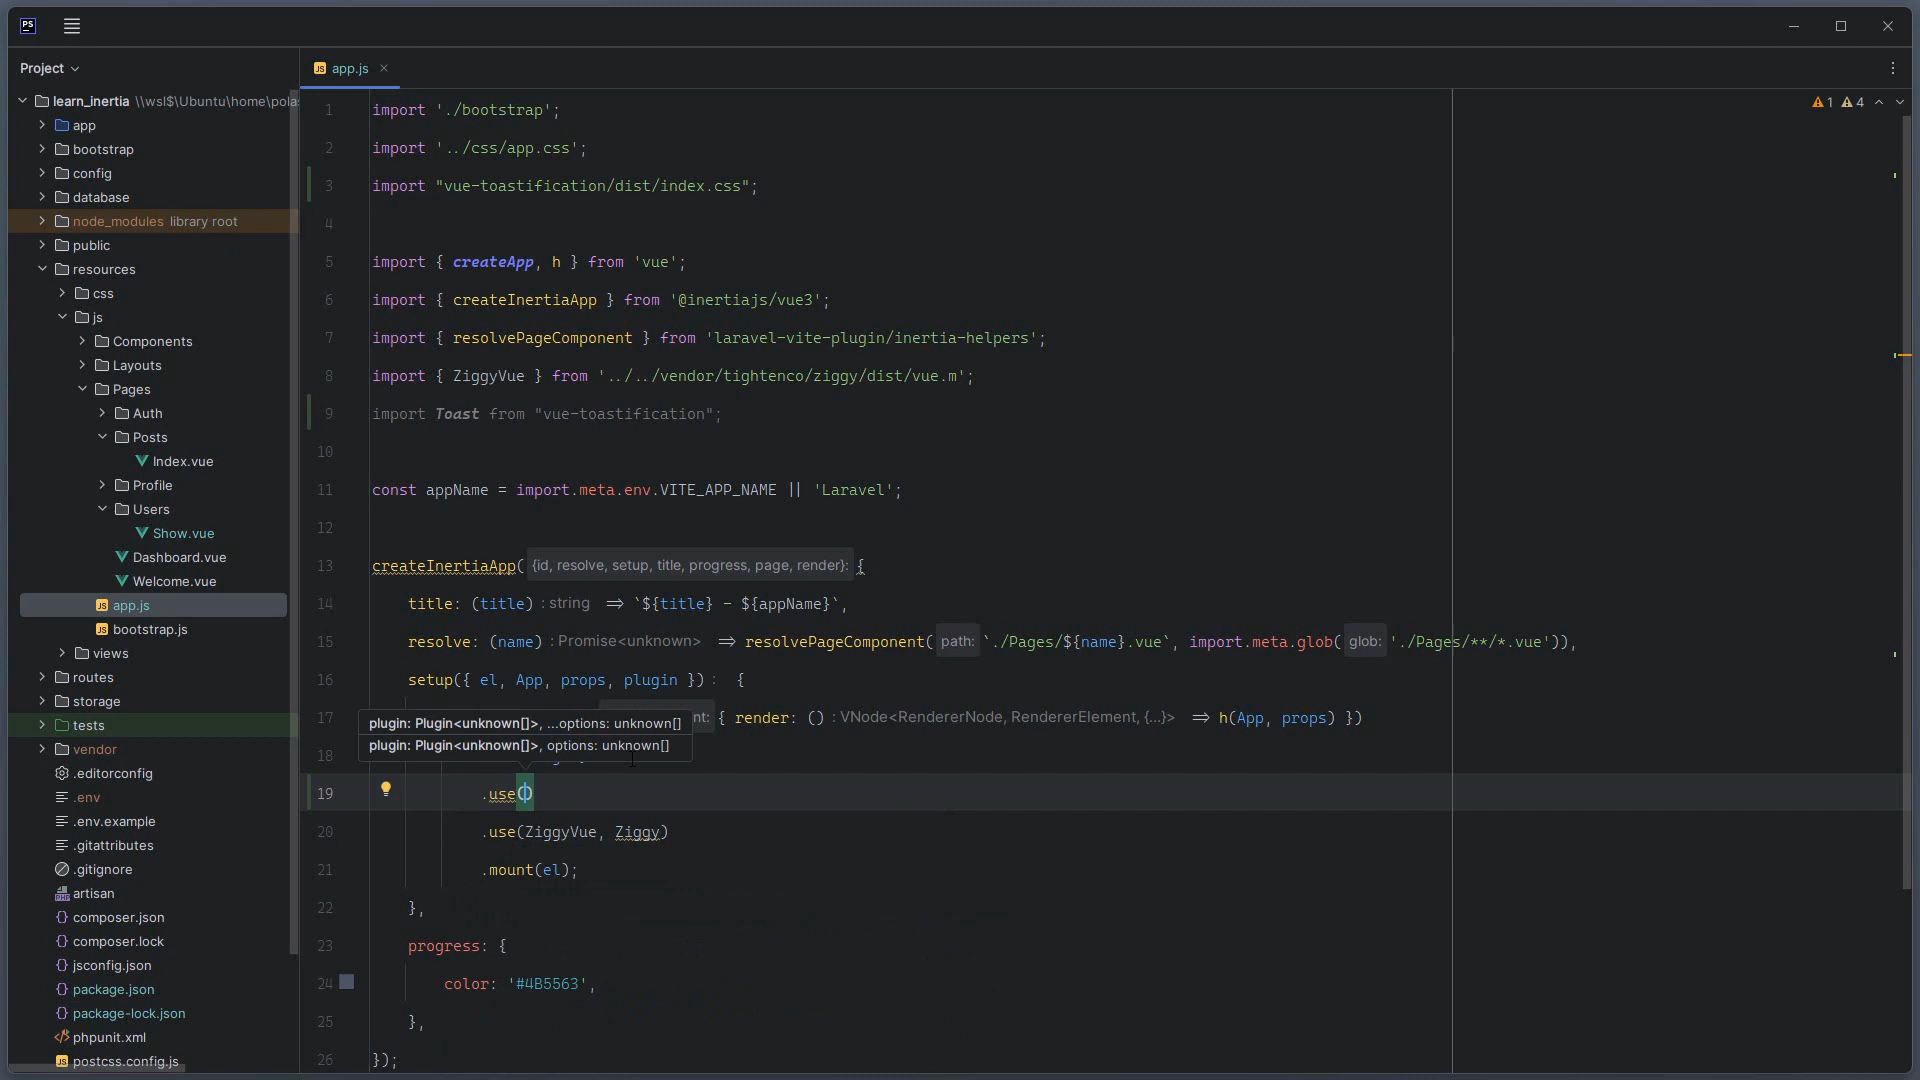 PS
Project
app.js
learn_inertia \\wsl$\Ubuntu\home\polas
app
bootstrap
config
database
node_modules library root
public
resources
css
js
Components
Layouts
Pages
Auth
Posts
Index.vue
Profile
Users
Show.vue
Dashboard.vue
Welcome.vue
app.js
bootstrap.js
views
routes
storage
tests
vendor
.editorconfig
.env
.env.example
.gitattributes
.gitignore
artisan
composer.json
composer.lock
jsconfig.json
package.json
package-lock.json
phpunit.xml
postcss.config.js
1 4
1 import './bootstrap';
2 import '../css/app.css';
3 import "vue-toastification/dist/index.css";
4
5 import { createApp, h } from 'vue';
6 import { createInertiaApp } from '@inertiajs/vue3';
7 import { resolvePageComponent } from 'laravel-vite-plugin/inertia-helpers';
8 import { ZiggyVue } from '../../vendor/tightenco/ziggy/dist/vue.m';
9 import Toast from "vue-toastification";
10
11 const appName = import.meta.env.VITE_APP_NAME || 'Laravel';
12
13 createInertiaApp( {id, resolve, setup, title, progress, page, render}: {
14 title: (title) : string => `${title} - ${appName}`,
15 resolve: (name) : Promise<unknown> => resolvePageComponent( path: `./Pages/${name}.vue`, import.meta.glob( glob: './Pages/**/*.vue')),
16 setup({ el, App, props, plugin }) : {
17 nt: { render: () : VNode<RendererNode, RendererElement, {...}> => h(App, props) })
plugin: Plugin<unknown[]>, ...options: unknown[]
plugin: Plugin<unknown[]>, options: unknown[]
18
19 .use()
20 .use(ZiggyVue, Ziggy)
21 .mount(el);
22 },
23 progress: {
24 color: '#4B5563',
25 },
26 });